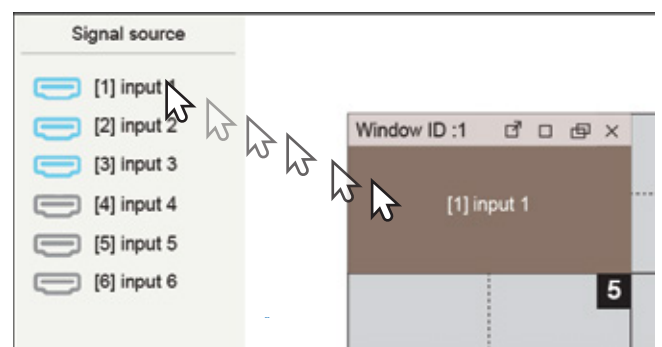 Signal source
[1] input 1
[2] input 2
[3] input 3
[4] input 4
[5] input 5
[6] input 6
Window ID :1
[1] input 1
5